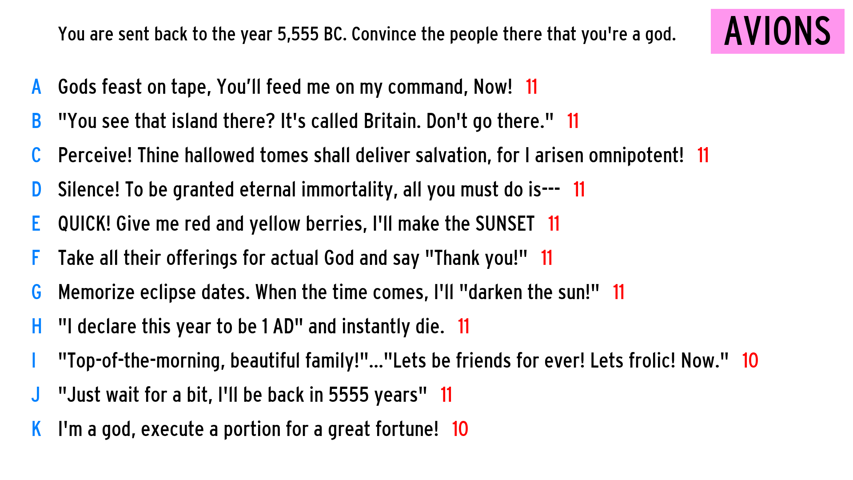 You are sent back to the year 5,555 BC. Convince the people there that you're a god.
AVIONS
A Gods feast on tape, You’ll feed me on my command, Now! 11
B "You see that island there? It's called Britain. Don't go there." 11
C Perceive! Thine hallowed tomes shall deliver salvation, for I arisen omnipotent! 11
D Silence! To be granted eternal immortality, all you must do is--- 11
E QUICK! Give me red and yellow berries, I'll make the SUNSET 11
F Take all their offerings for actual God and say "Thank you!" 11
G Memorize eclipse dates. When the time comes, I'll "darken the sun!" 11
H "I declare this year to be 1 AD" and instantly die. 11
I "Top-of-the-morning, beautiful family!"..."Lets be friends for ever! Lets frolic! Now." 10
J "Just wait for a bit, I'll be back in 5555 years" 11
K I'm a god, execute a portion for a great fortune! 10